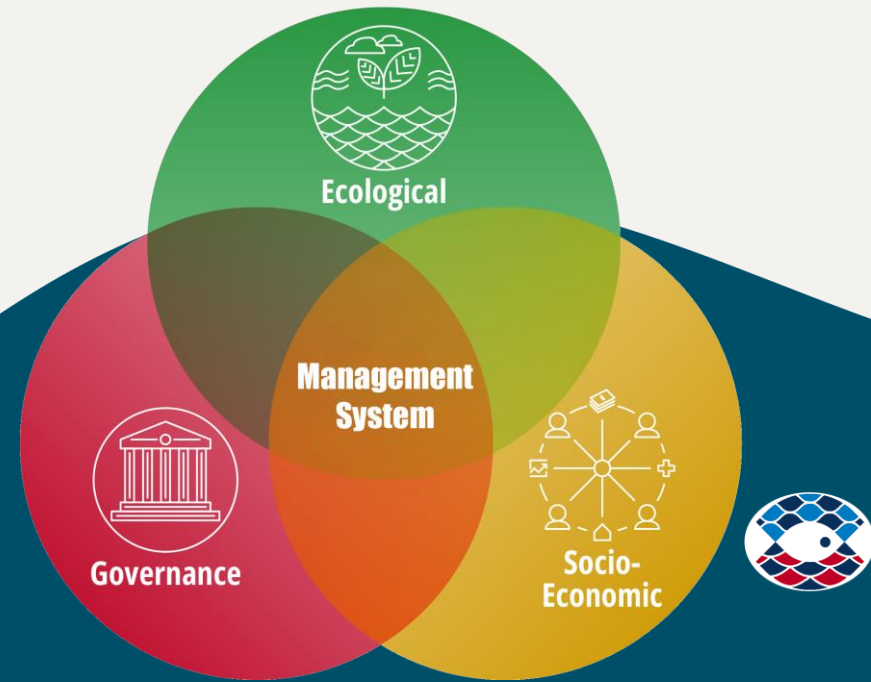 Ecological
Management
System
Governance
Socio-
Economic